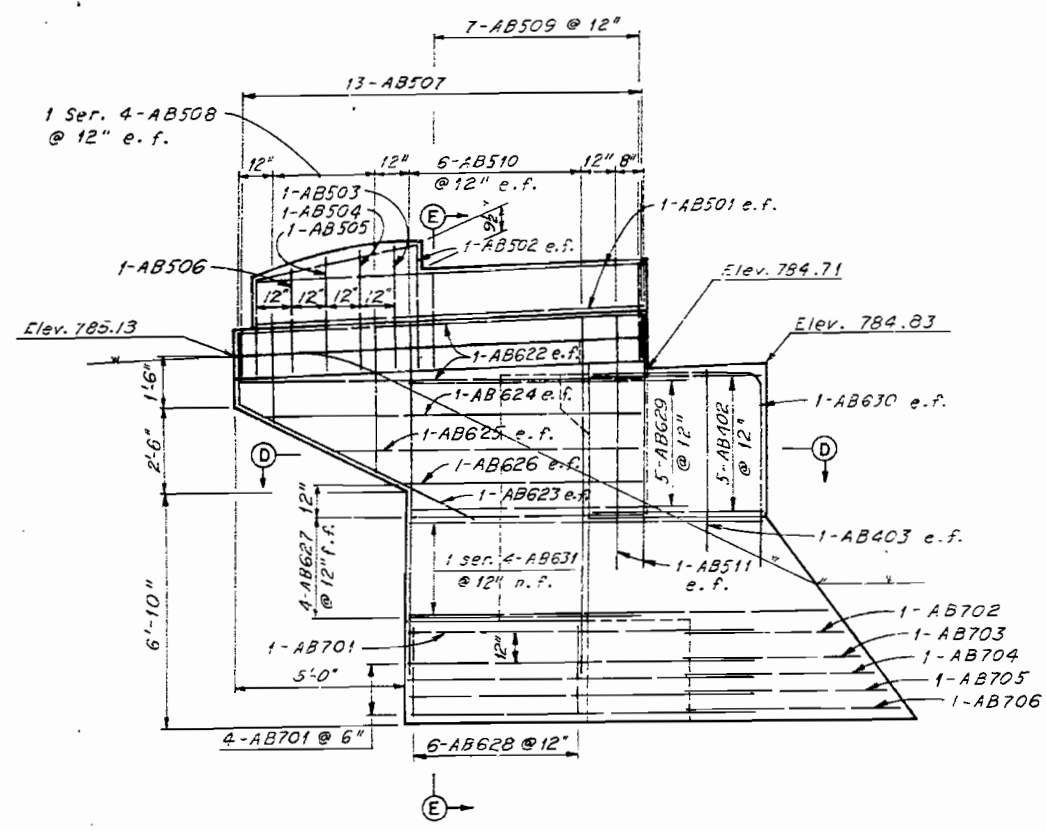 7-AB509 @ 12"
13-AB507
1 Ser. 4-AB508
@ 12" e.f.
12"
12"
6-AB510
@ 12" e.f.
12"
8"
1-AB503
1-AB504
1-AB505
E
1-AB501 e.f.
1-AB502 e.f.
1-AB506
12"
12"
12"
12"
Elev. 784.71
Elev. 785.13
Elev. 784.83
1-AB622 e.f.
1'-6"
1-AB624 e.f.
5-AB629
@ 12"
5-AB402
@ 12"
1-AB630 e.f.
2'-6"
1-AB625 e.f.
D
D
1-AB626 e.f.
1-AB623 e.f.
12"
4-AB627
@ 12" f.f.
1-AB403 e.f.
1 ser. 4-AB631
@ 12" n.f.
1-AB511
e.f.
6'-10"
1-AB701
12"
1-AB702
1-AB703
1-AB704
1-AB705
1-AB706
5'-0"
4-AB701 @ 6"
6-AB628 @ 12"
E